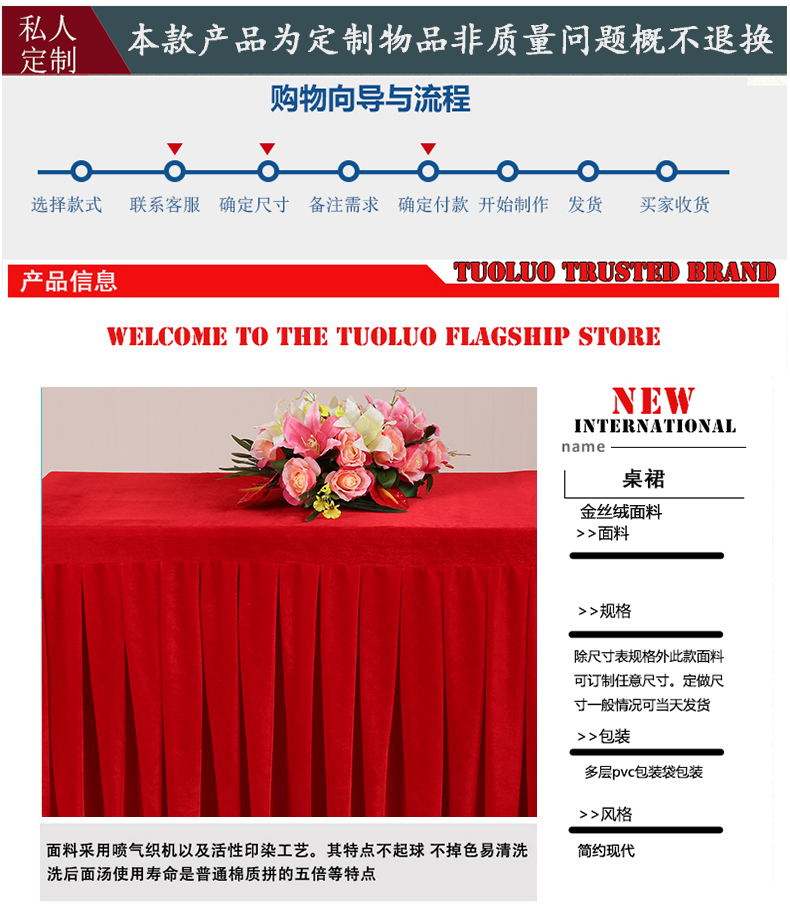 私人
定制
本款产品为定制物品非质量问题概不退换
购物向导与流程
选择款式 联系客服 确定尺寸 备注需求 确定付款 开始制作 发货 买家收货
产品信息
TUOLUO TRUSTED BRAND
WELCOME TO THE TUOLUO FLAGSHIP STORE
NEW
INTERNATIONAL
name
桌裙
金丝绒面料
>>面料
>>规格
除尺寸表规格外此款面料
可订制任意尺寸。定做尺
寸一般情况可当天发货
>>包装
多层pvc包装袋包装
>>风格
简约现代
面料采用喷气织机以及活性印染工艺。其特点不起球 不掉色易清洗
洗后面汤使用寿命是普通棉质拼的五倍等特点